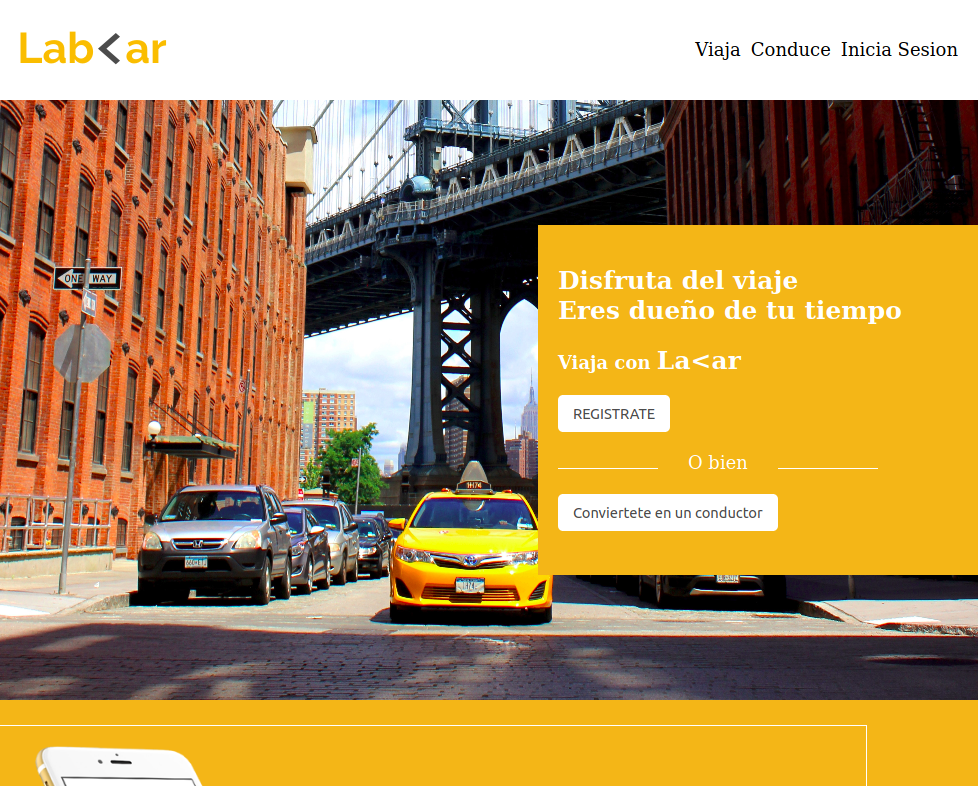 Lab<ar
Viaja Conduce Inicia Sesion
ONE WAY
Disfruta del viaje
Eres dueño de tu tiempo
Viaja con La<ar
REGISTRATE
O bien
Conviertete en un conductor
1H74